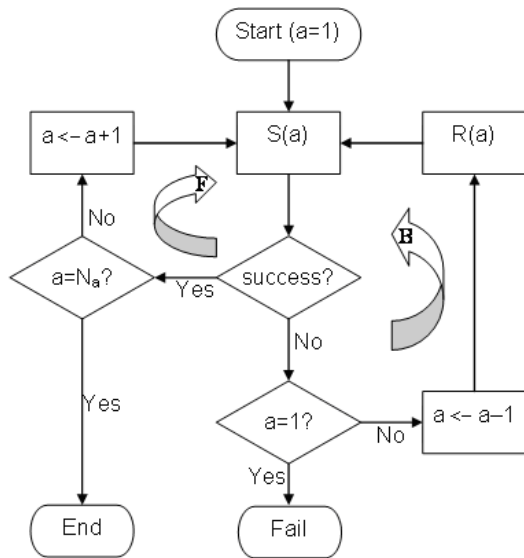 Start (a=1)
a <- a+1
S(a)
R(a)
F
B
No
a=Nₐ?
Yes
success?
No
Yes
a=1?
No
a <- a-1
Yes
End
Fail